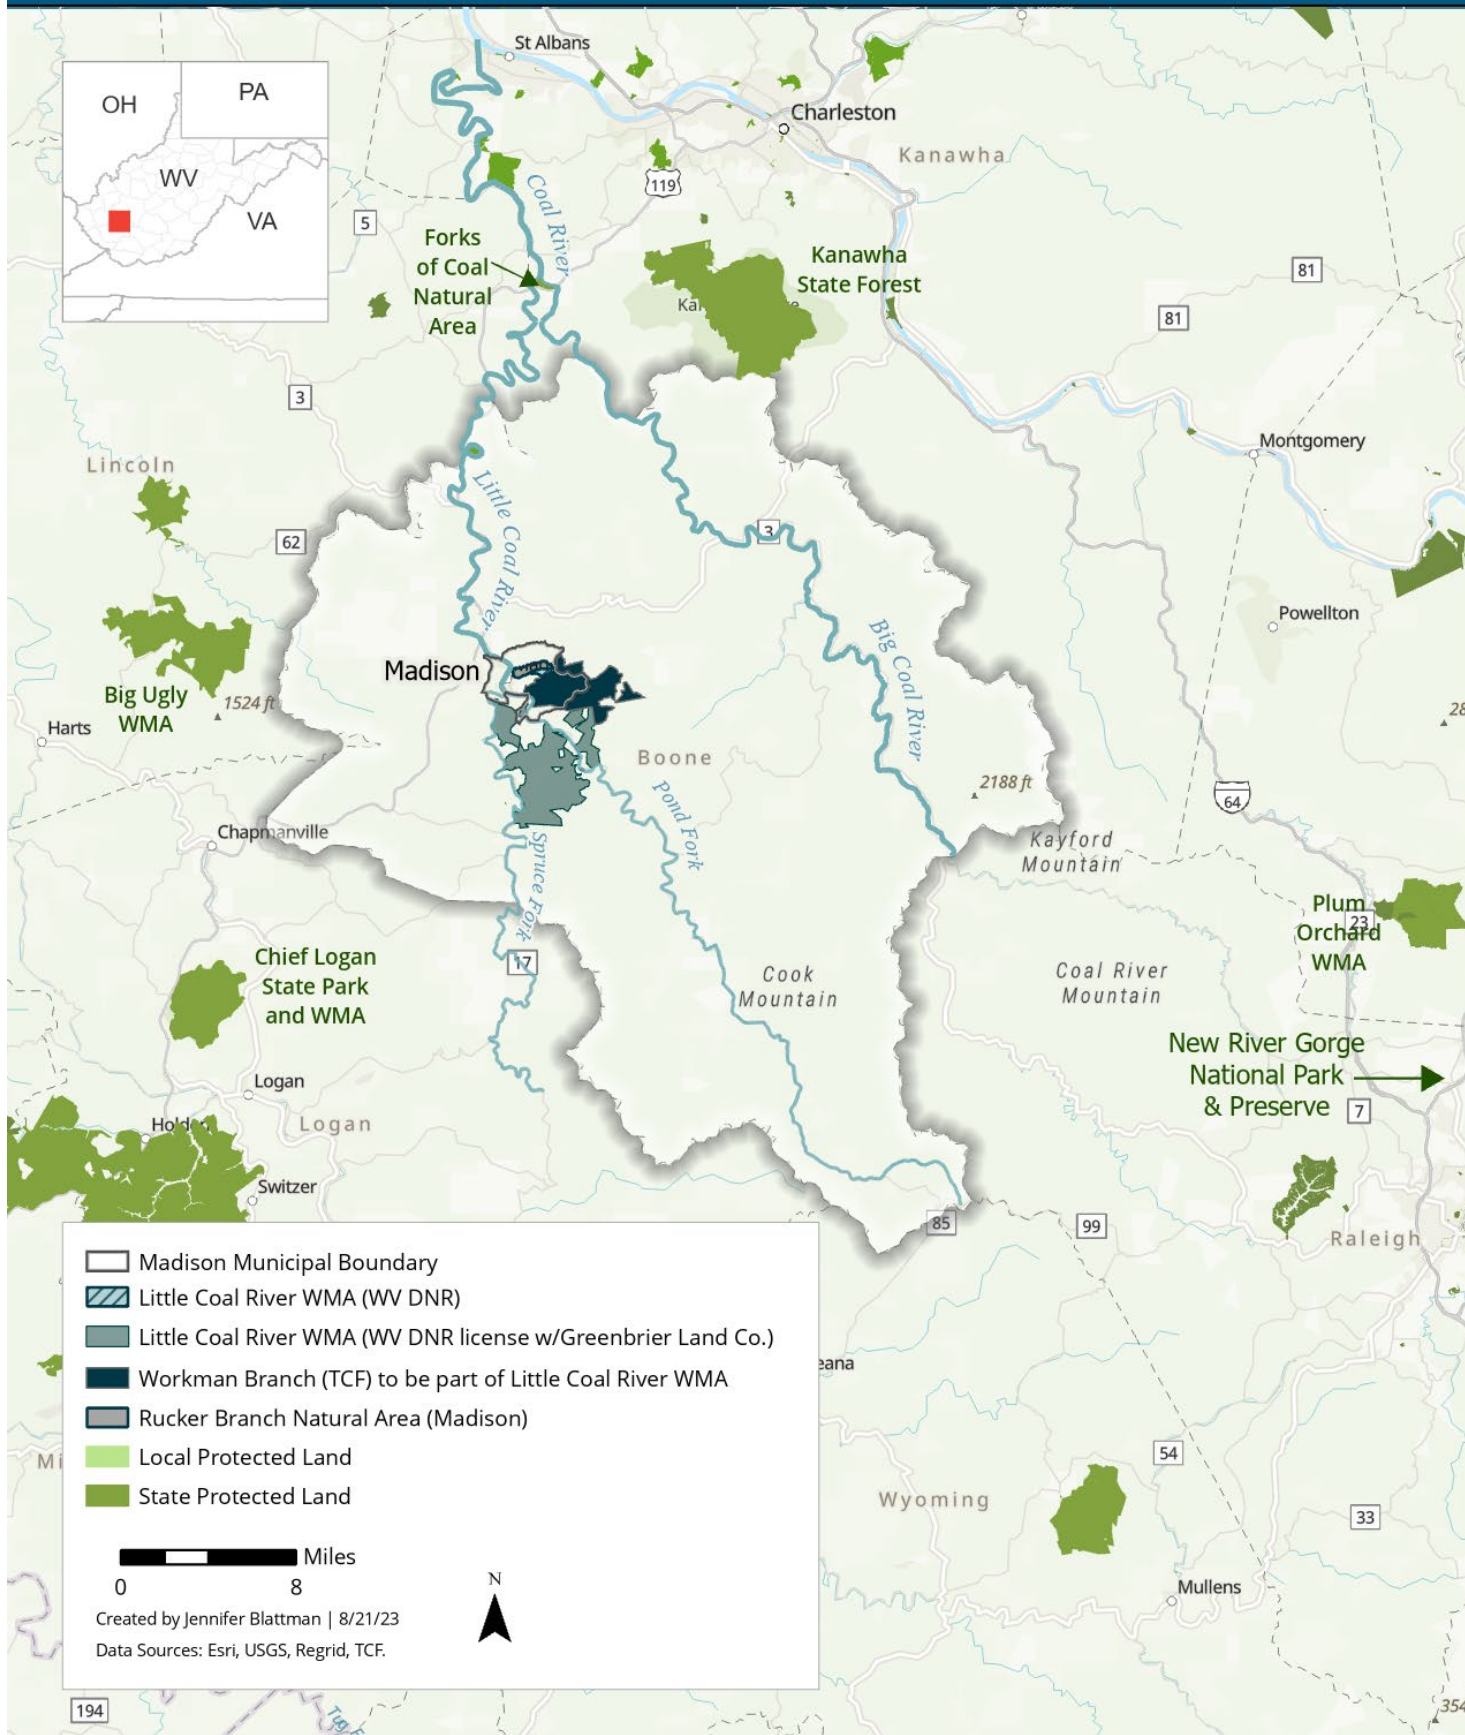 St Albans
OH
PA
Charleston
Kanawha
WV
119
VA
5
Coal River
Forks
of Coal
Natural
Area
Kanawha
State Forest
81
81
3
Montgomery
Lincoln
Little Coal River
3
62
Powellton
Big Coal River
Madison
Big Ugly
WMA
1524 ft
Harts
Boone
Pond Fork
2188 ft
64
Chapmanville
Kayford
Mountain
Spruce Fork
Plum
23
Orchard
WMA
Chief Logan
State Park
and WMA
17
Cook
Mountain
Coal River
Mountain
New River Gorge
National Park
& Preserve
7
Logan
Logan
Switzer
85
99
Raleigh
Madison Municipal Boundary
Little Coal River WMA (WV DNR)
Little Coal River WMA (WV DNR license w/Greenbrier Land Co.)
Workman Branch (TCF) to be part of Little Coal River WMA
Rucker Branch Natural Area (Madison)
Local Protected Land
State Protected Land
eana
Mi
54
Wyoming
33
Miles
0 8
N
Mullens
Created by Jennifer Blattman | 8/21/23
Data Sources: Esri, USGS, Regrid, TCF.
194
354